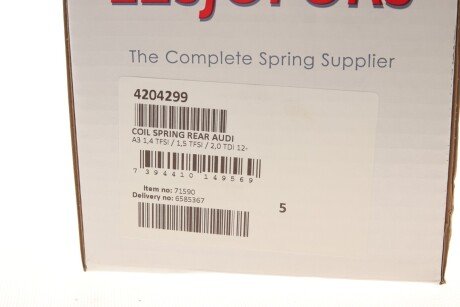 The Complete Spring Supplier
4204299
COIL SPRING REAR AUDI
A3 1,4 TFSI / 1,5 TFSI / 2,0 TDI 12-
7 394410 149569
Item no: 71590
Delivery no: 6585367
5